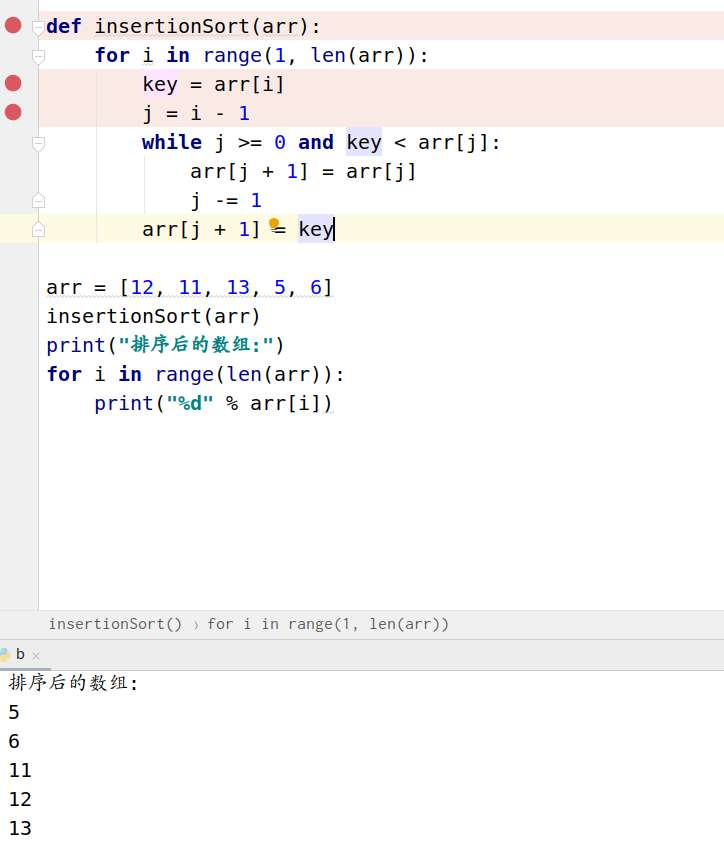 def insertionSort(arr):
    for i in range(1, len(arr)):
        key = arr[i]
        j = i - 1
        while j >= 0 and key < arr[j]:
            arr[j + 1] = arr[j]
            j -= 1
        arr[j + 1] = key
arr = [12, 11, 13, 5, 6]
insertionSort(arr)
print("排序后的数组:")
for i in range(len(arr)):
    print("%d" % arr[i])
insertionSort() › for i in range(1, len(arr))
b ×
排序后的数组:
5
6
11
12
13